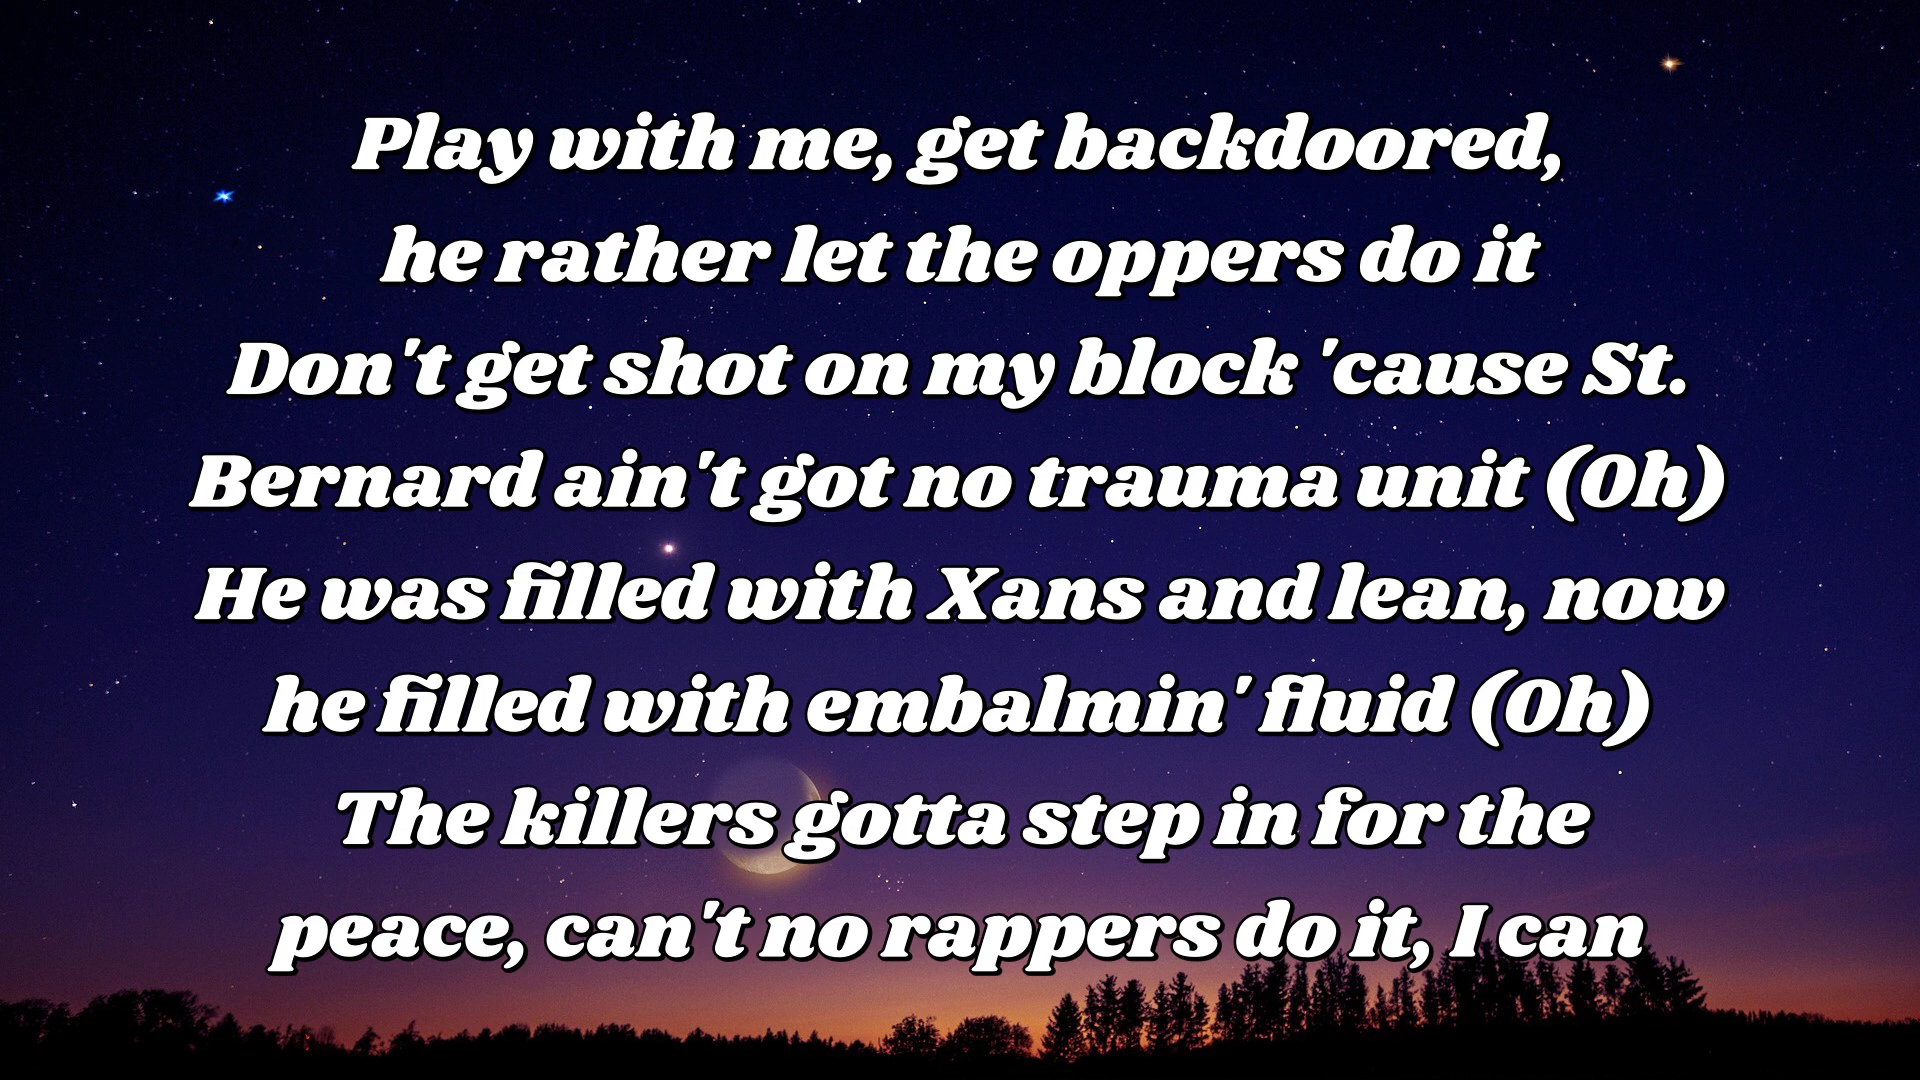 Play with me, get backdoored,
he rather let the oppers do it
Don't get shot on my block 'cause St.
Bernard ain't got no trauma unit (Oh)
He was filled with Xans and lean, now
he filled with embalmin' fluid (Oh)
The killers gotta step in for the
peace, can't no rappers do it, I can